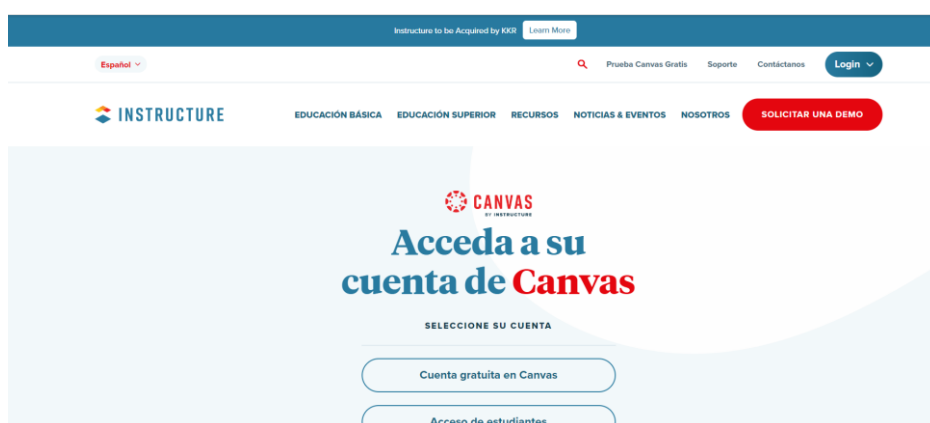 Instructure to be Acquired by KKR Learn More
Español Prueba Canvas Gratis Soporte Contáctanos Login
INSTRUCTURE EDUCACIÓN BÁSICA EDUCACIÓN SUPERIOR RECURSOS NOTICIAS & EVENTOS NOSOTROS SOLICITAR UNA DEMO
CANVAS
BY INSTRUCTURE
Acceda a su
cuenta de Canvas
SELECCIONE SU CUENTA
Cuenta gratuita en Canvas
Acceso de estudiantes